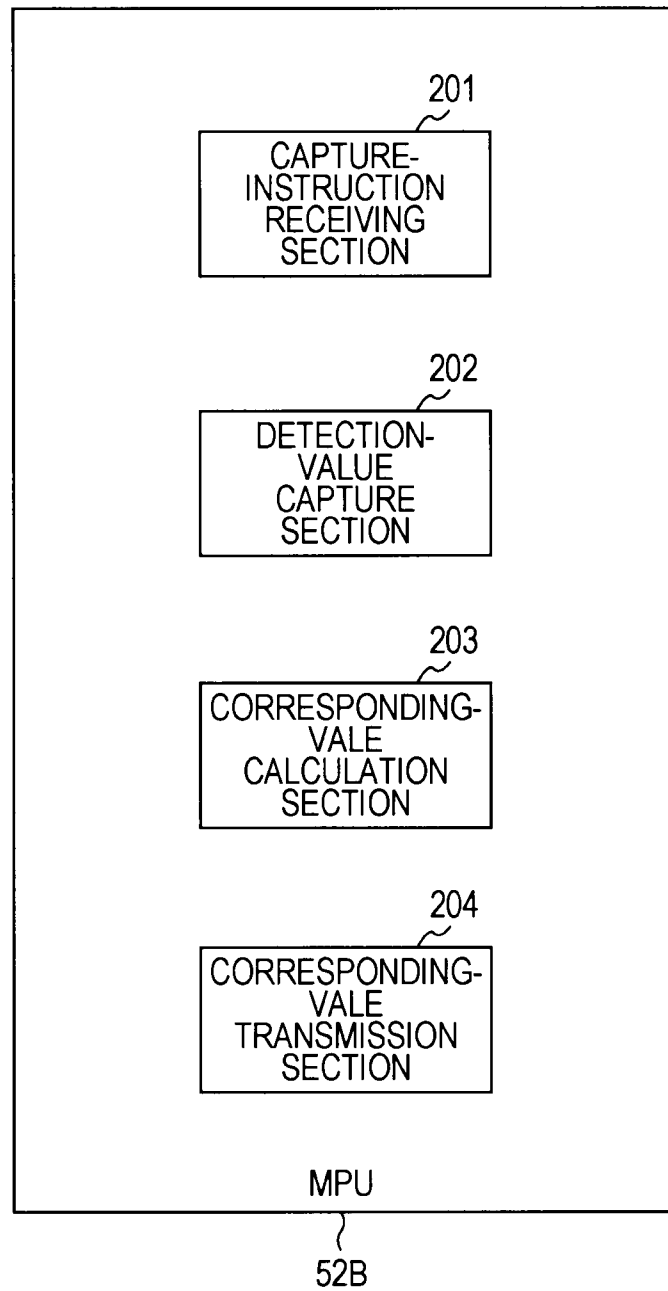 201
CAPTURE-
INSTRUCTION
RECEIVING
SECTION
202
DETECTION-
VALUE
CAPTURE
SECTION
203
CORRESPONDING-
VALE
CALCULATION
SECTION
204
CORRESPONDING-
VALE
TRANSMISSION
SECTION
MPU
52B